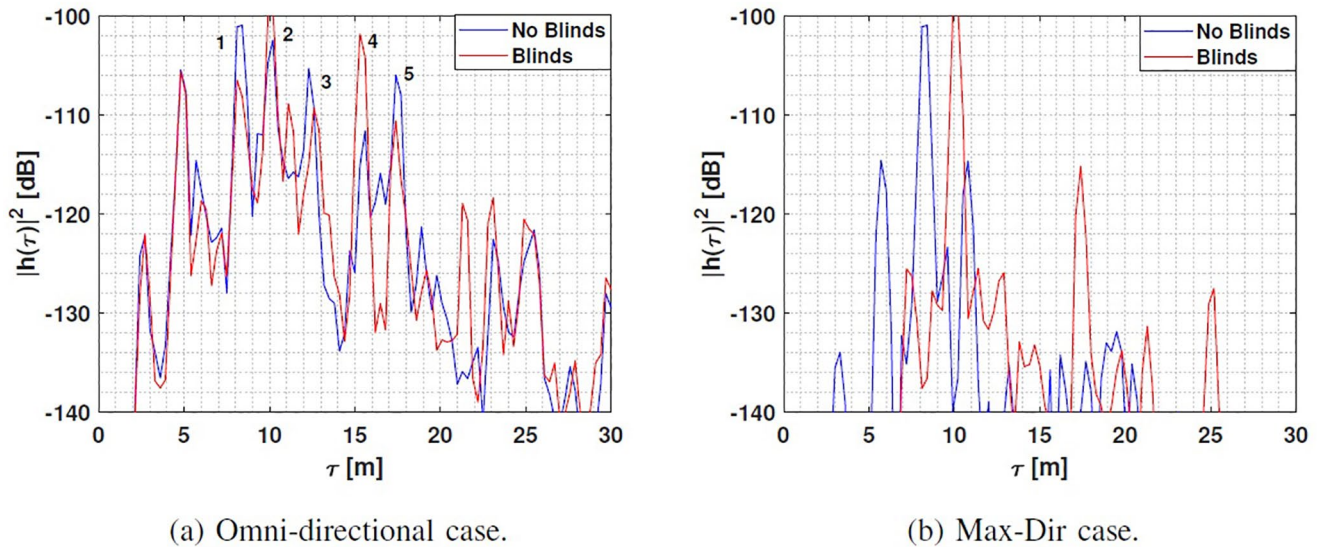 -100
-110
-120
-130
-140
|h(τ)|² [dB]
1
2
3
4
5
No Blinds
Blinds
0 5 10 15 20 25 30
τ [m]
(a) Omni-directional case.
-100
-110
-120
-130
-140
|h(τ)|² [dB]
No Blinds
Blinds
0 5 10 15 20 25 30
τ [m]
(b) Max-Dir case.